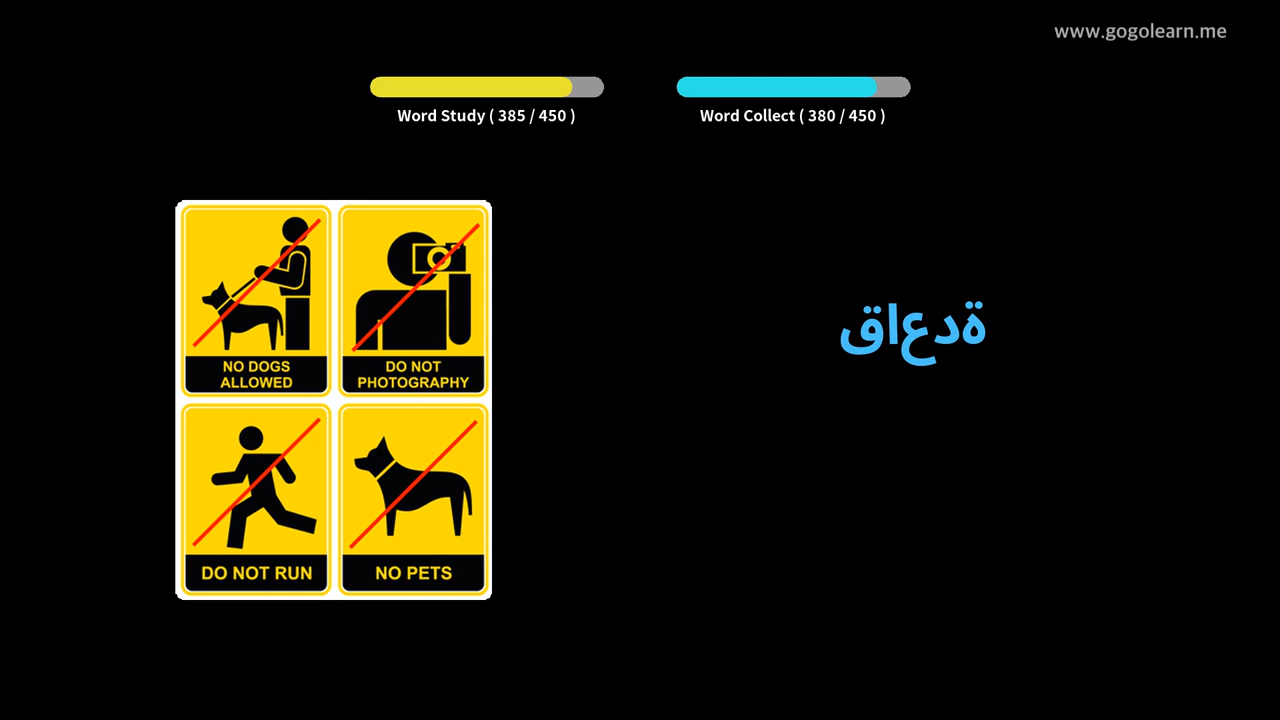 www.gogolearn.me
Word Study ( 385 / 450 )
Word Collect ( 380 / 450 )
NO DOGS
ALLOWED
DO NOT
PHOTOGRAPHY
قاعدة
DO NOT RUN
NO PETS